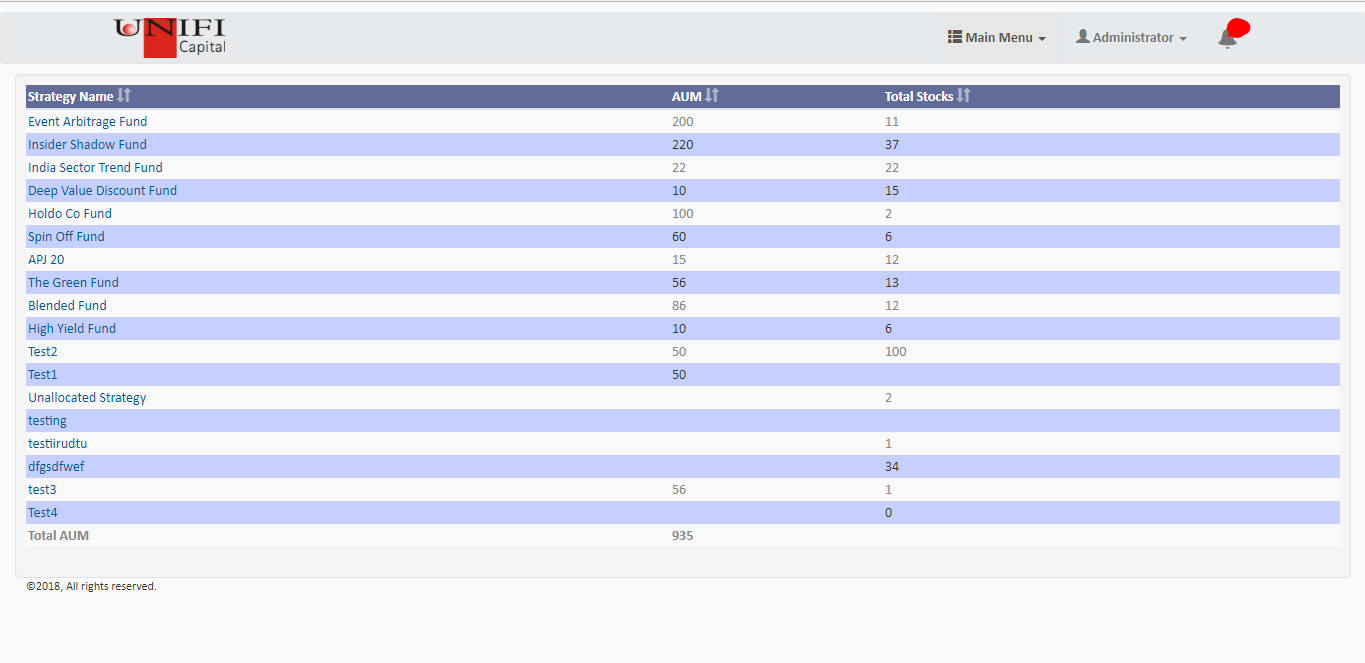 UNIFI
Capital
Main Menu
Administrator
Strategy Name AUM Total Stocks
Event Arbitrage Fund 200 11
Insider Shadow Fund 220 37
India Sector Trend Fund 22 22
Deep Value Discount Fund 10 15
Holdo Co Fund 100 2
Spin Off Fund 60 6
APJ 20 15 12
The Green Fund 56 13
Blended Fund 86 12
High Yield Fund 10 6
Test2 50 100
Test1 50
Unallocated Strategy 2
testing
testiirudtu 1
dfgsdfwef 34
test3 56 1
Test4 0
Total AUM 935
©2018, All rights reserved.